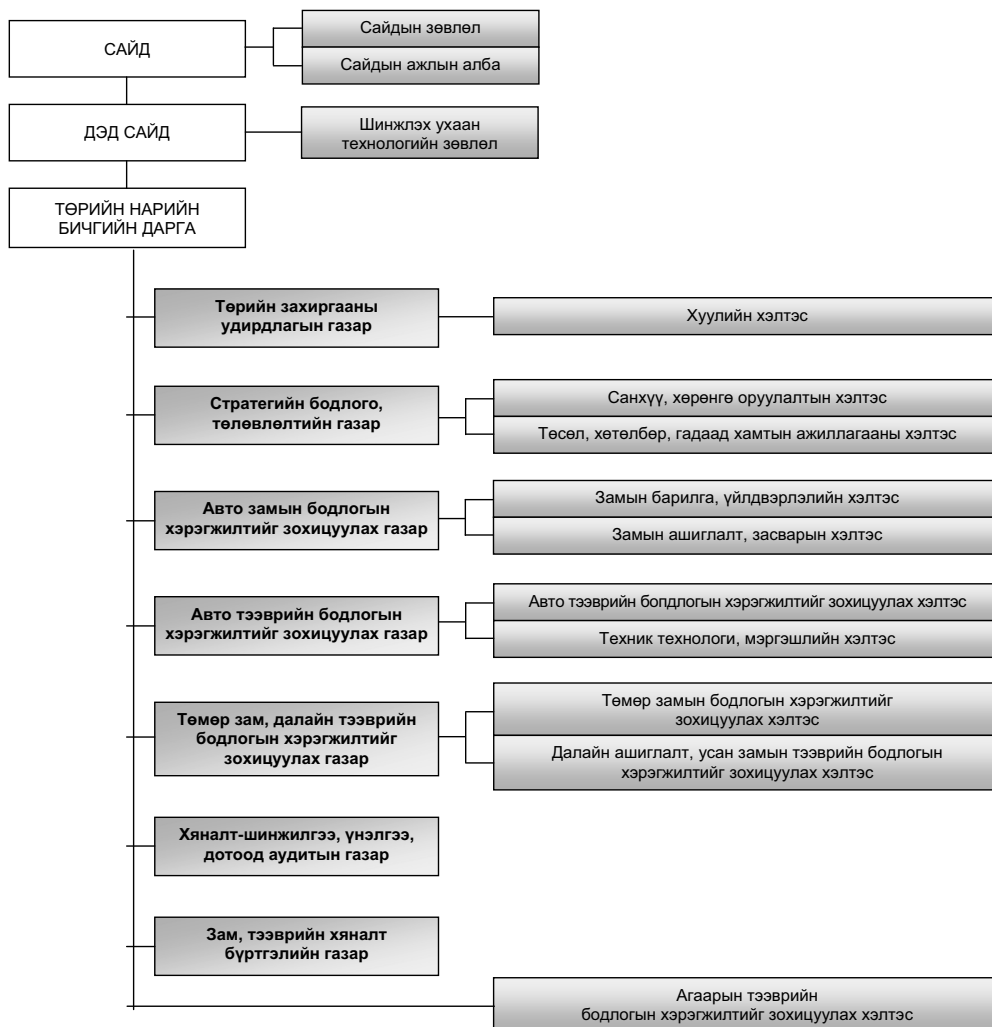 САЙД
Сайдын зөвлөл
Сайдын ажлын алба
ДЭД САЙД
Шинжлэх ухаан
технологийн зөвлөл
ТӨРИЙН НАРИЙН
БИЧГИЙН ДАРГА
Төрийн захиргааны
удирдлагын газар
Хуулийн хэлтэс
Стратегийн бодлого,
төлөвлөлтийн газар
Санхүү, хөрөнгө оруулалтын хэлтэс
Төсөл, хөтөлбөр, гадаад хамтын ажиллагааны хэлтэс
Авто замын бодлогын
хэрэгжилтийг зохицуулах газар
Замын барилга, үйлдвэрлэлийн хэлтэс
Замын ашиглалт, засварын хэлтэс
Авто тээврийн бодлогын
хэрэгжилтийг зохицуулах газар
Авто тээврийн бопдлогын хэрэгжилтийг зохицуулах хэлтэс
Техник технологи, мэргэшлийн хэлтэс
Төмөр зам, далайн тээврийн
бодлогын хэрэгжилтийг
зохицуулах газар
Төмөр замын бодлогын хэрэгжилтийг
зохицуулах хэлтэс
Далайн ашиглалт, усан замын тээврийн бодлогын
хэрэгжилтийг зохицуулах хэлтэс
Хяналт-шинжилгээ, үнэлгээ,
дотоод аудитын газар
Зам, тээврийн хяналт
бүртгэлийн газар
Агаарын тээврийн
бодлогын хэрэгжилтийг зохицуулах хэлтэс